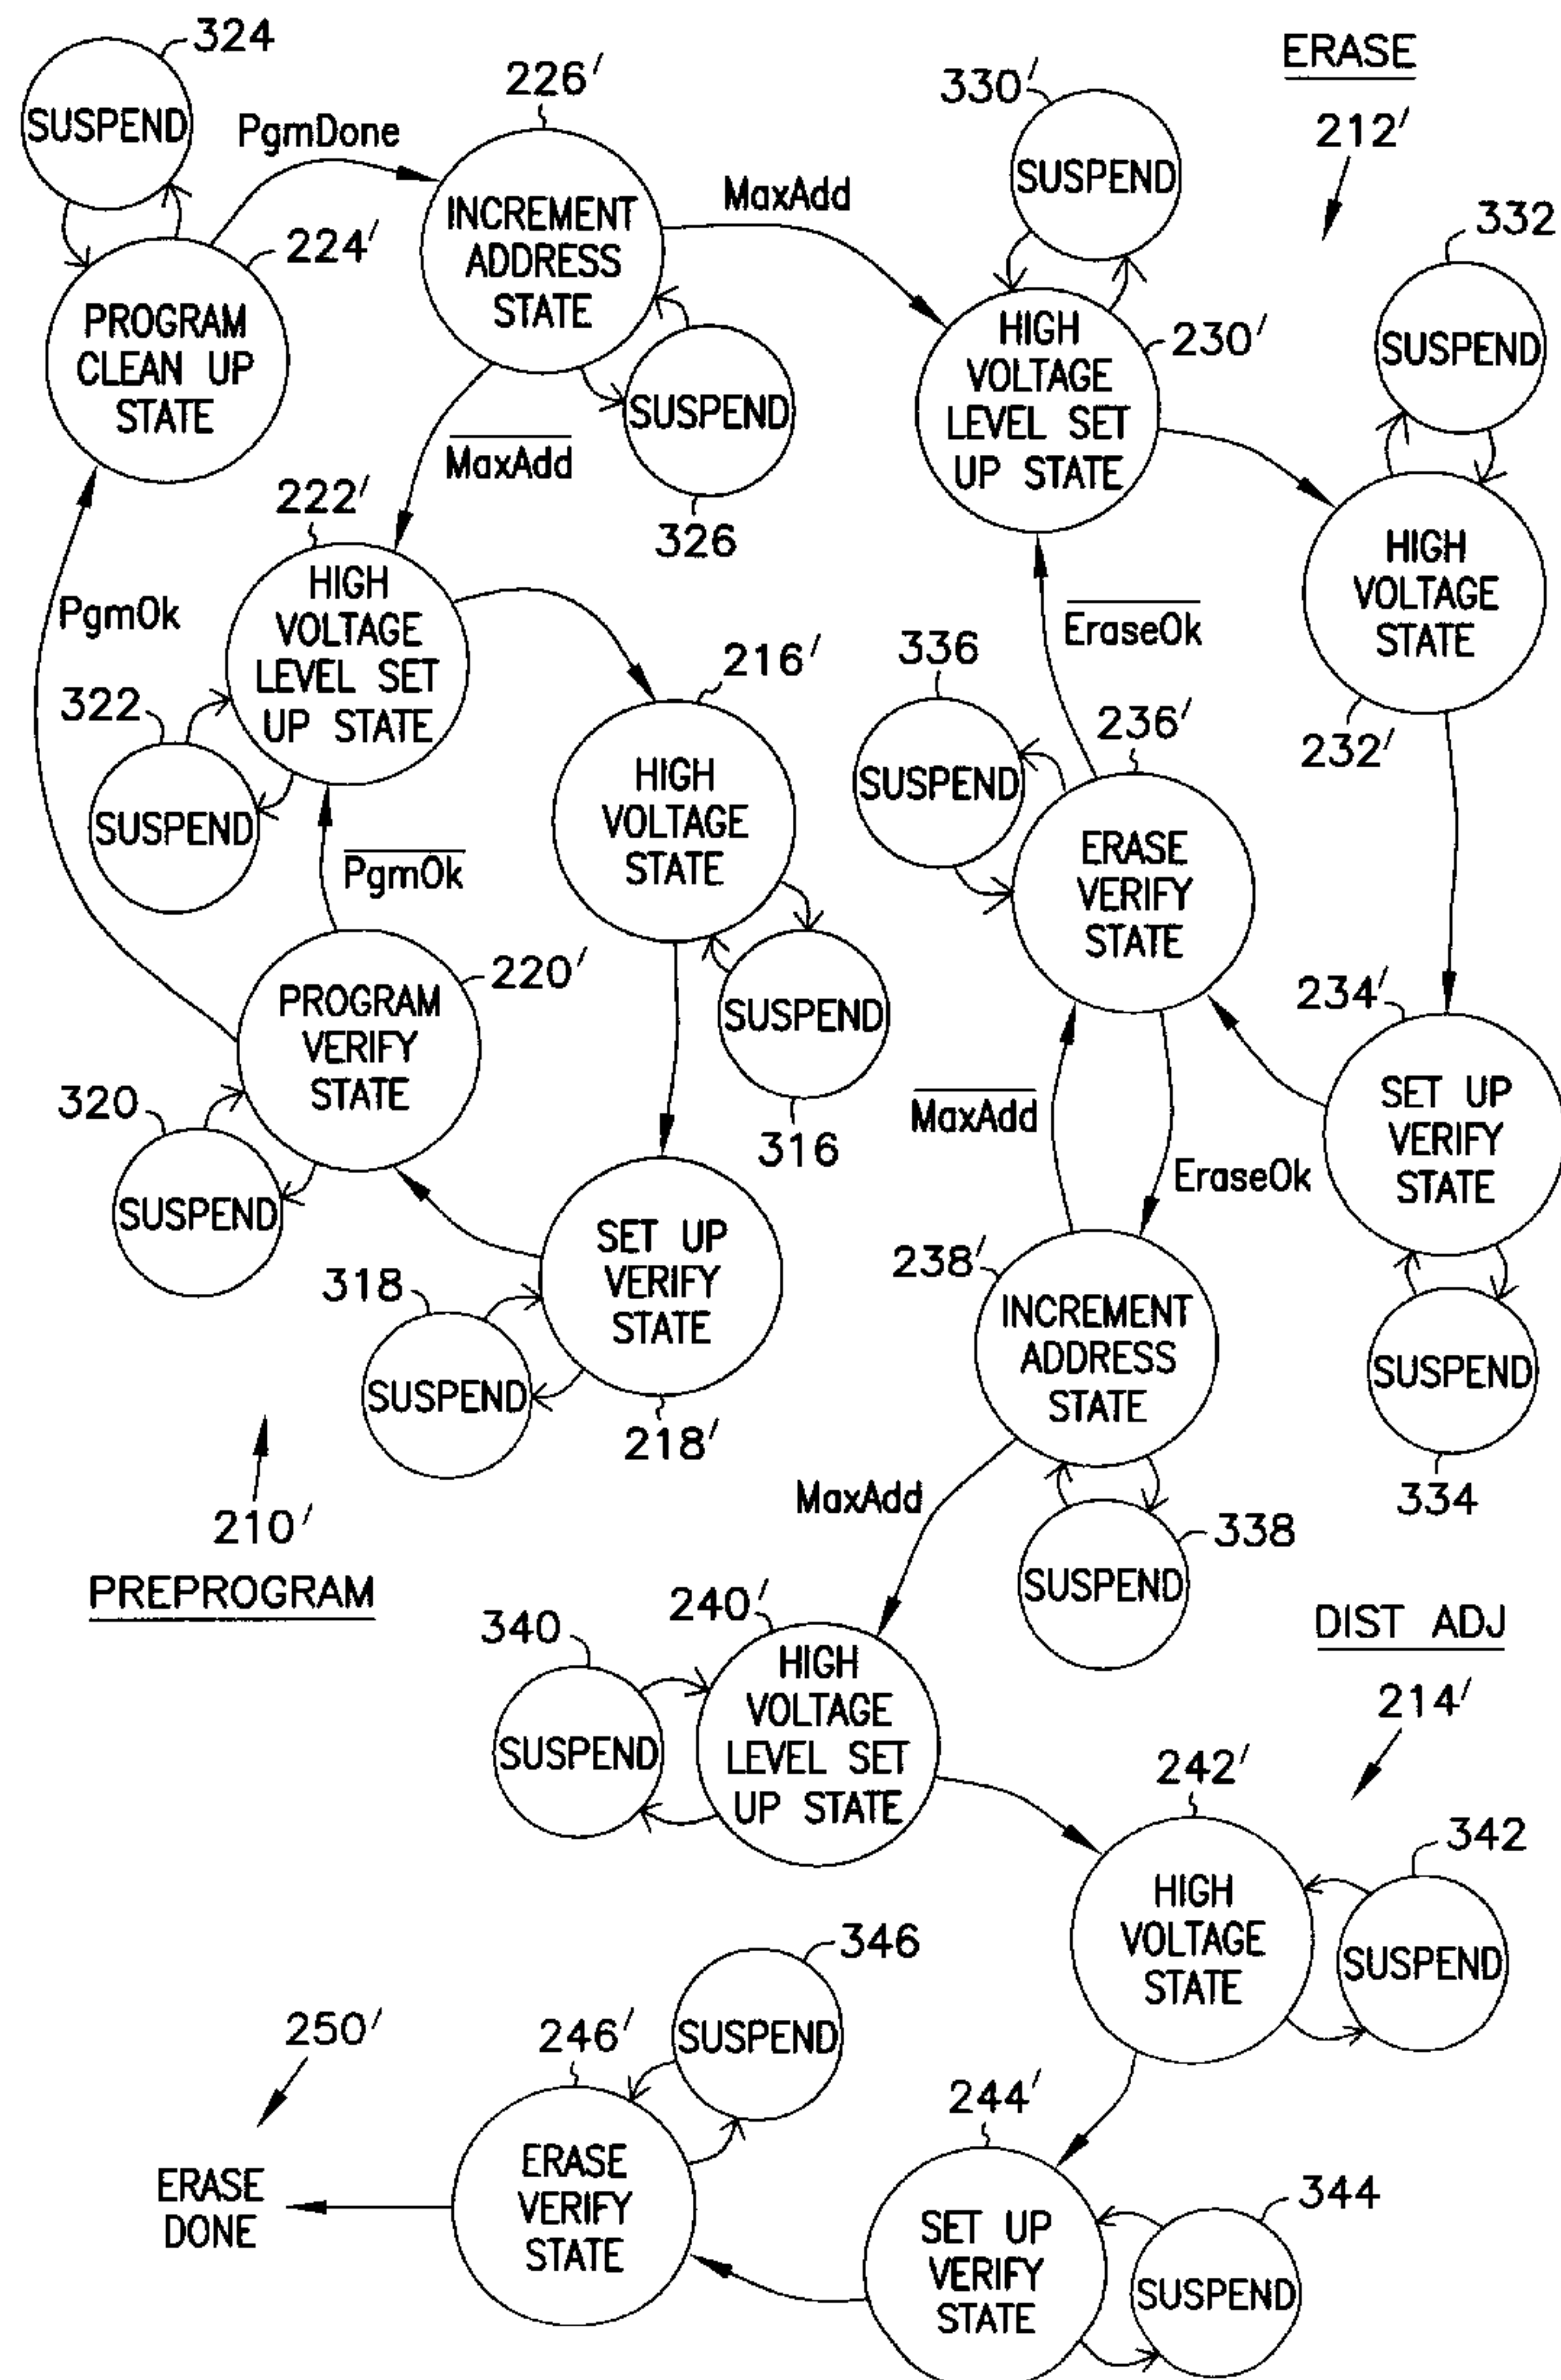 324
SUSPEND
PgmDone
224′
PROGRAM
CLEAN UP
STATE
226′
INCREMENT
ADDRESS
STATE
MaxAdd
SUSPEND
326
M̅a̅x̅A̅d̅d̅
ERASE
212′
330′
SUSPEND
HIGH
VOLTAGE
LEVEL SET
UP STATE
230′
332
SUSPEND
HIGH
VOLTAGE
STATE
232′
PgmOk
222′
HIGH
VOLTAGE
LEVEL SET
UP STATE
322
SUSPEND
P̅g̅m̅O̅k̅
216′
HIGH
VOLTAGE
STATE
SUSPEND
316
E̅r̅a̅s̅e̅O̅k̅
336
SUSPEND
236′
ERASE
VERIFY
STATE
220′
PROGRAM
VERIFY
STATE
320
SUSPEND
SET UP
VERIFY
STATE
218′
318
SUSPEND
M̅a̅x̅A̅d̅d̅
EraseOk
234′
SET UP
VERIFY
STATE
SUSPEND
334
238′
INCREMENT
ADDRESS
STATE
SUSPEND
338
MaxAdd
210′
PREPROGRAM
DIST ADJ
214′
340
SUSPEND
240′
HIGH
VOLTAGE
LEVEL SET
UP STATE
242′
HIGH
VOLTAGE
STATE
342
SUSPEND
346
SUSPEND
246′
ERASE
VERIFY
STATE
250′
ERASE
DONE
244′
SET UP
VERIFY
STATE
344
SUSPEND